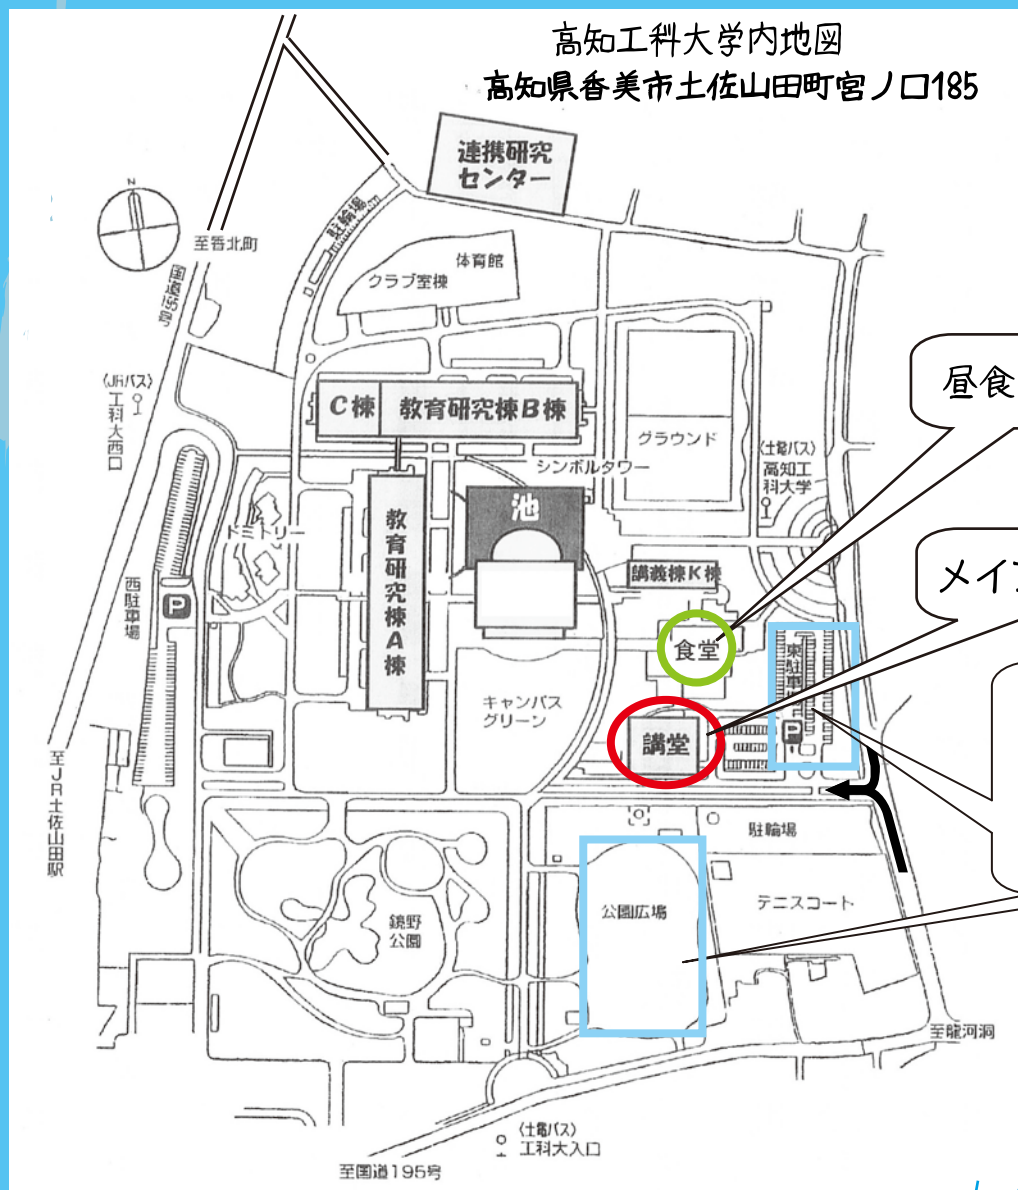 高知工科大学内地図
高知県香美市土佐山田町宮ノ口185
連携研究
センター
N
駐輪場
至香北町
体育館
クラブ室棟
国道195号
〈JRバス〉
工科大西口
昼食
C棟
教育研究棟B棟
グラウンド
シンボルタワー
〈土電バス〉
高知工
科大学
池
教育研究棟A棟
ドミトリー
講義棟K棟
メイ
西駐車場
P
食堂
東駐車場
P
キャンパス
グリーン
講堂
至JR土佐山田駅
駐輪場
公園広場
テニスコート
鏡野
公園
至龍河洞
〈土電バス〉
工科大入口
至国道195号